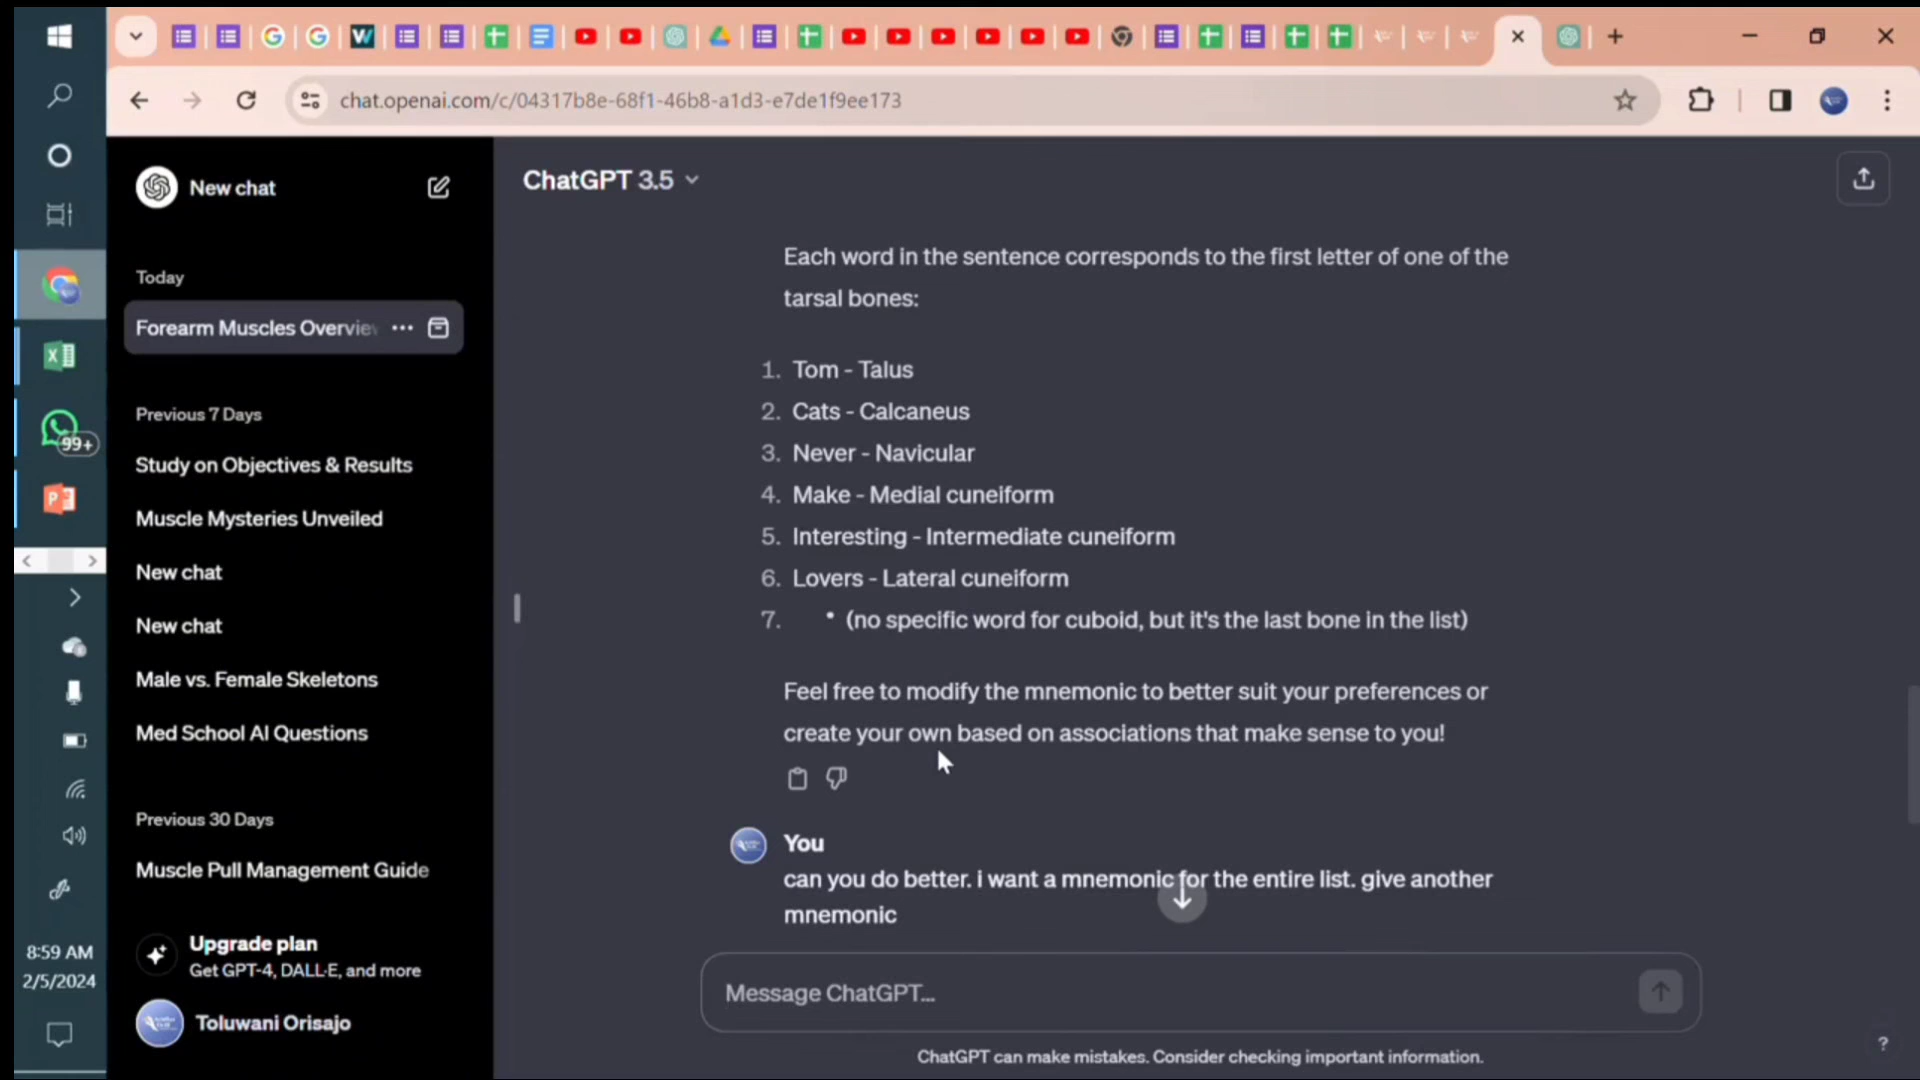 chat.openai.com/c/04317b8e-68f1-46b8-a1d3-e7de1f9ee173
New chat
ChatGPT 3.5
Today
Forearm Muscles Overview
Previous 7 Days
Study on Objectives & Results
Muscle Mysteries Unveiled
New chat
New chat
Male vs. Female Skeletons
Med School AI Questions
Previous 30 Days
Muscle Pull Management Guide
Upgrade plan
Get GPT-4, DALL·E, and more
Toluwani Orisajo
99+
8:59 AM
2/5/2024
Each word in the sentence corresponds to the first letter of one of the
tarsal bones:
1. Tom - Talus
2. Cats - Calcaneus
3. Never - Navicular
4. Make - Medial cuneiform
5. Interesting - Intermediate cuneiform
6. Lovers - Lateral cuneiform
7. • (no specific word for cuboid, but it's the last bone in the list)
Feel free to modify the mnemonic to better suit your preferences or
create your own based on associations that make sense to you!
You
can you do better. i want a mnemonic for the entire list. give another
mnemonic
Message ChatGPT...
ChatGPT can make mistakes. Consider checking important information.
?